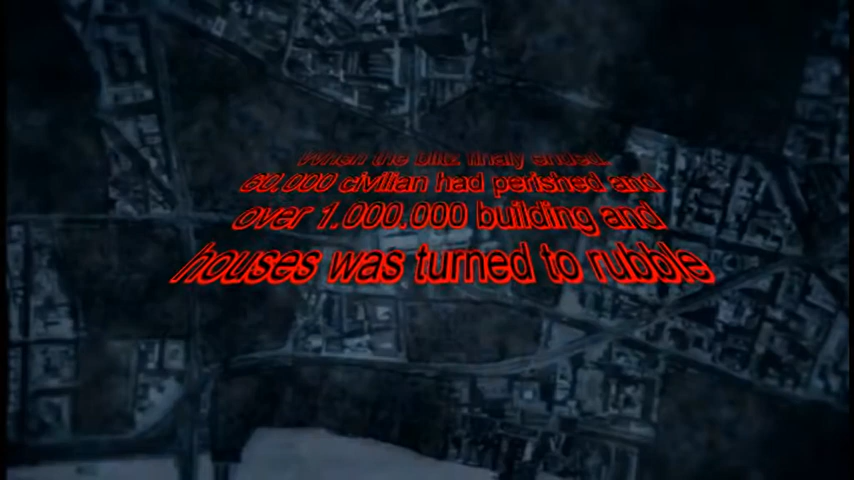 When the blitz finaly ended.
60.000 civilian had perished and
over 1.000.000 building and
houses was turned to rubble